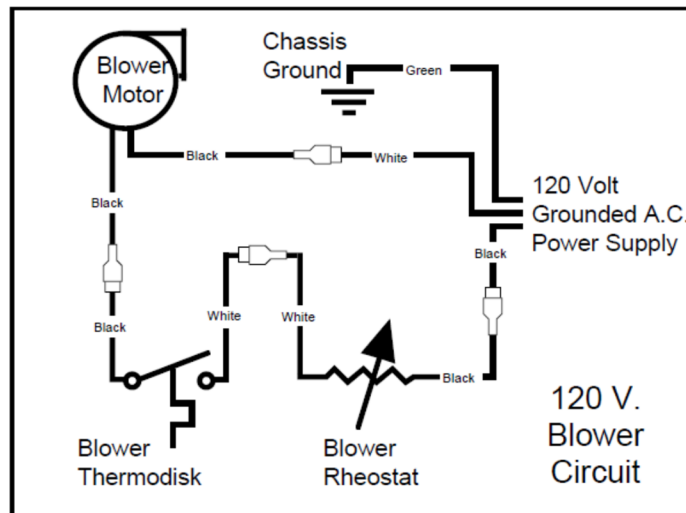 Blower
Motor
Chassis
Ground
Green
Black
White
Black
120 Volt
Grounded A.C.
Power Supply
Black
Black
White
White
Black
Blower
Thermodisk
Blower
Rheostat
120 V.
Blower
Circuit